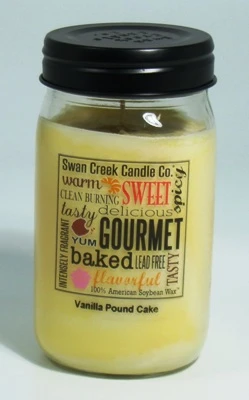 Swan Creek Candle Co.
warm
SWEET
spicy
CLEAN BURNING
tasty
delicious
INTENSELY FRAGRANT
YUM
GOURMET
baked
LEAD FREE
TASTY
flavorful
100% American Soybean Wax
Vanilla Pound Cake